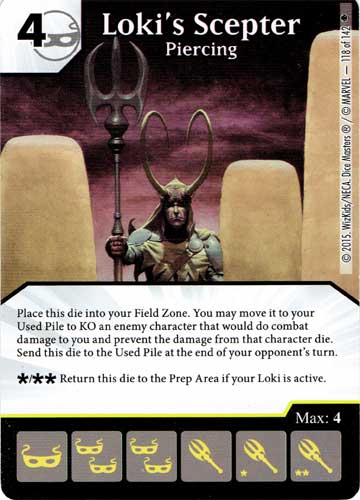 4
Loki's Scepter
Piercing
© 2015. WizKids/NECA. Dice Masters ® / © MARVEL — 118 of 142
Place this die into your Field Zone. You may move it to your
Used Pile to KO an enemy character that would do combat
damage to you and prevent the damage from that character die.
Send this die to the Used Pile at the end of your opponent's turn.
*/** Return this die to the Prep Area if your Loki is active.
Max: 4
* **